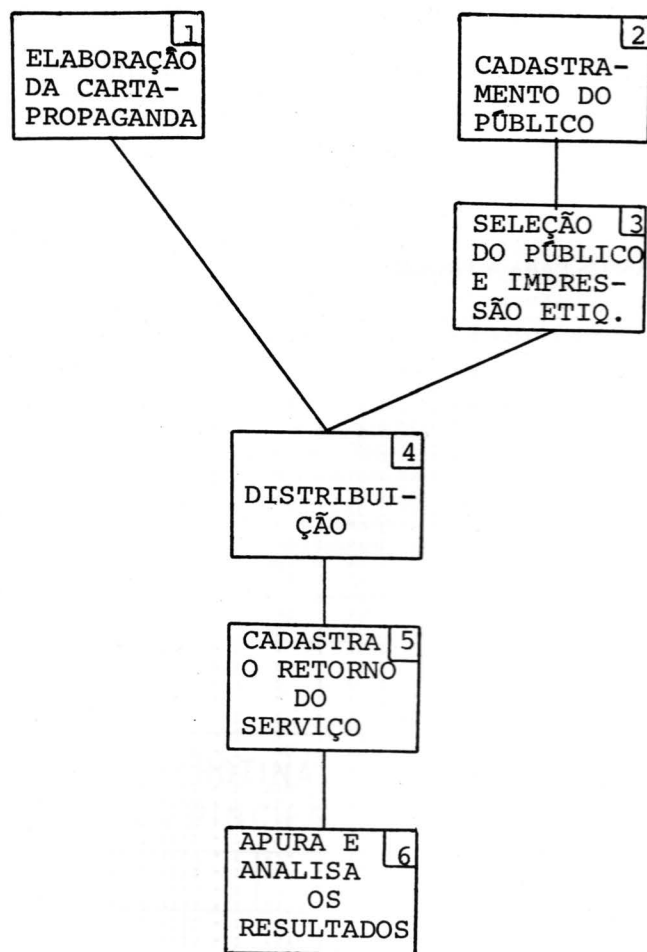 1
ELABORAÇÃO
DA CARTA-
PROPAGANDA
2
CADASTRA-
MENTO DO
PÚBLICO
3
SELEÇÃO
DO PÚBLICO
E IMPRES-
SÃO ETIQ.
4
DISTRIBUI-
ÇÃO
5
CADASTRA
O RETORNO
DO
SERVIÇO
6
APURA E
ANALISA
OS
RESULTADOS